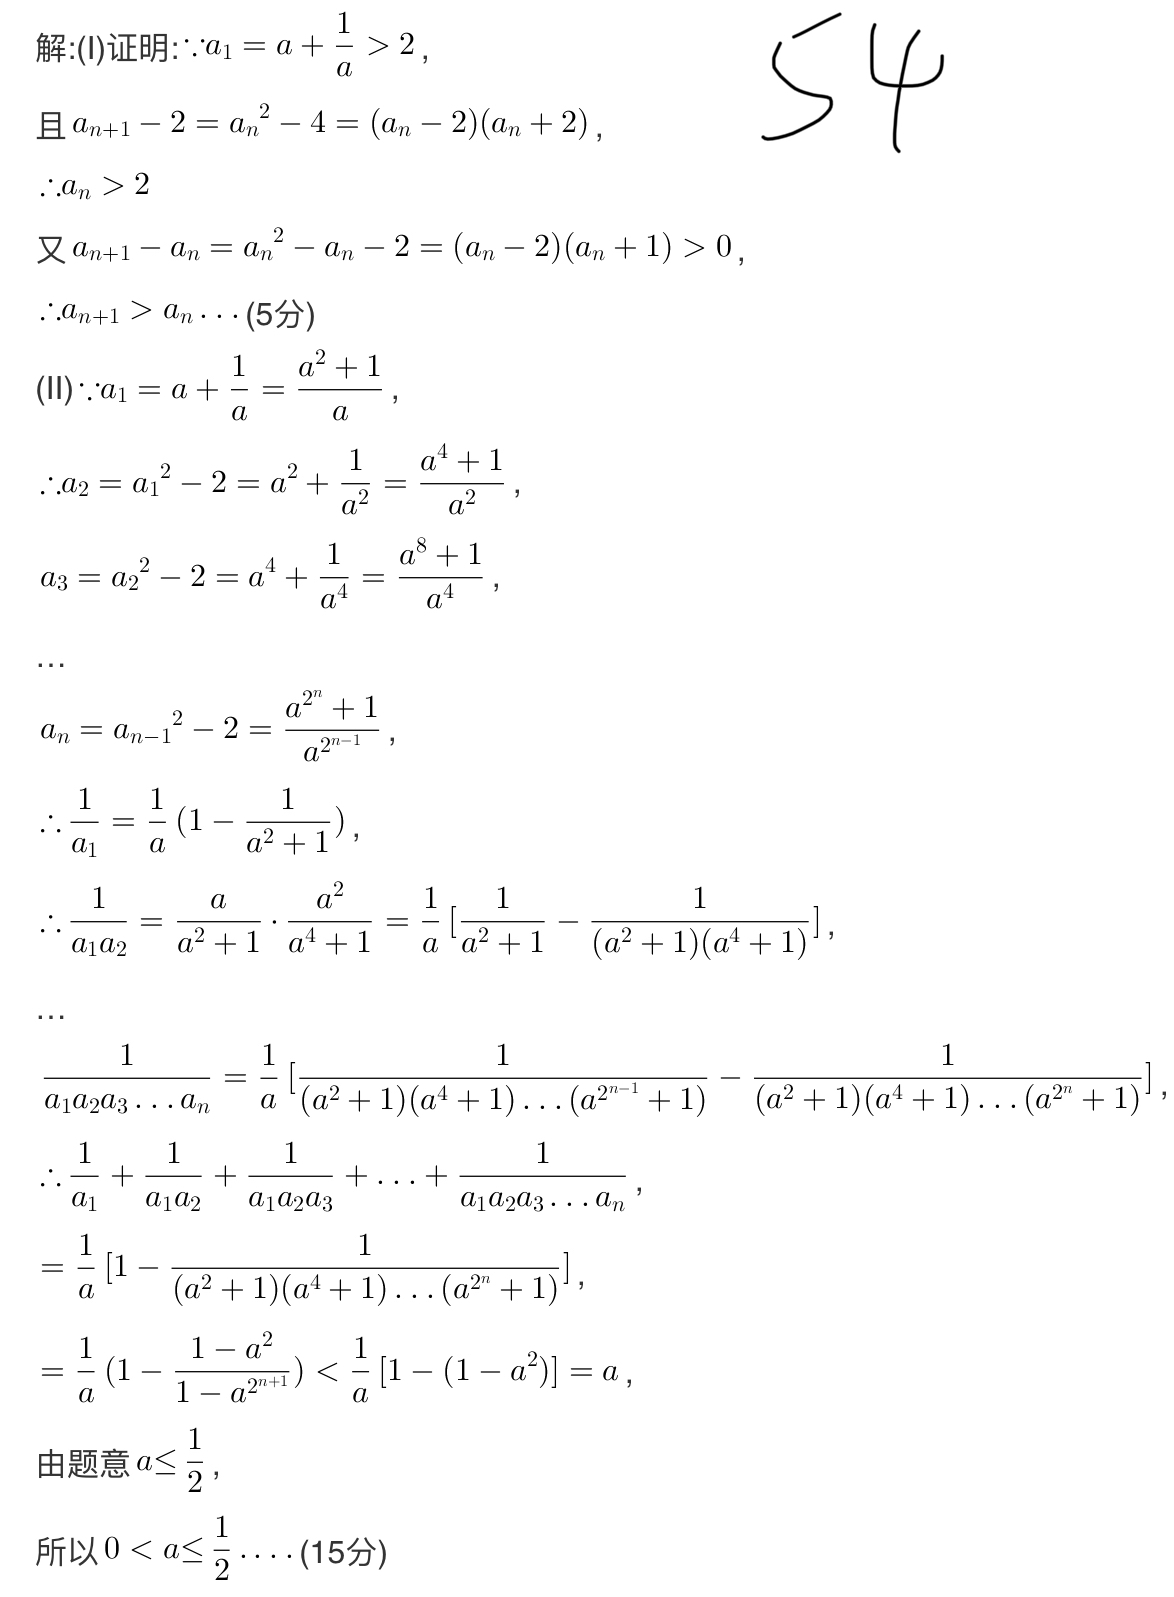 解:(I)证明:∵a₁ = a + 1/a > 2,
54
且 aₙ₊₁ − 2 = aₙ² − 4 = (aₙ − 2)(aₙ + 2),
∴aₙ > 2
又 aₙ₊₁ − aₙ = aₙ² − aₙ − 2 = (aₙ − 2)(aₙ + 1) > 0,
∴aₙ₊₁ > aₙ . . . (5分)
(II)∵a₁ = a + 1/a = (a² + 1)/a,
∴a₂ = a₁² − 2 = a² + 1/a² = (a⁴ + 1)/a²,
a₃ = a₂² − 2 = a⁴ + 1/a⁴ = (a⁸ + 1)/a⁴,
…
aₙ = aₙ₋₁² − 2 = (a^(2^n) + 1)/a^(2^(n−1)),
∴1/a₁ = 1/a (1 − 1/(a² + 1)),
∴1/(a₁a₂) = a/(a² + 1) · a²/(a⁴ + 1) = 1/a [1/(a² + 1) − 1/((a² + 1)(a⁴ + 1))],
…
1/(a₁a₂a₃ . . . aₙ) = 1/a [1/((a² + 1)(a⁴ + 1) . . . (a^(2^(n−1)) + 1)) − 1/((a² + 1)(a⁴ + 1) . . . (a^(2^n) + 1))],
∴1/a₁ + 1/(a₁a₂) + 1/(a₁a₂a₃) + . . . + 1/(a₁a₂a₃ . . . aₙ),
= 1/a [1 − 1/((a² + 1)(a⁴ + 1) . . . (a^(2^n) + 1))],
= 1/a (1 − (1 − a²)/(1 − a^(2^(n+1)))) < 1/a [1 − (1 − a²)] = a,
由题意 a≤ 1/2,
所以 0 < a≤ 1/2 . . . . (15分)